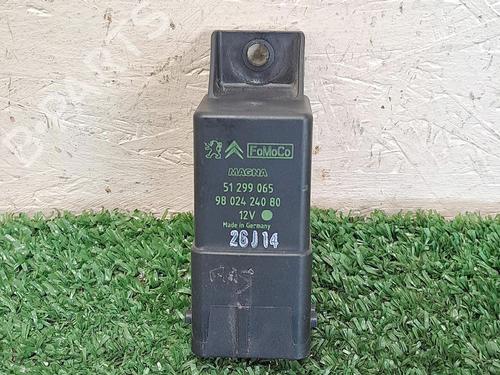 B-PARTS
FoMoCo
MAGNA
51 299 065
98 024 240 80
12V
Made in Germany
26J14